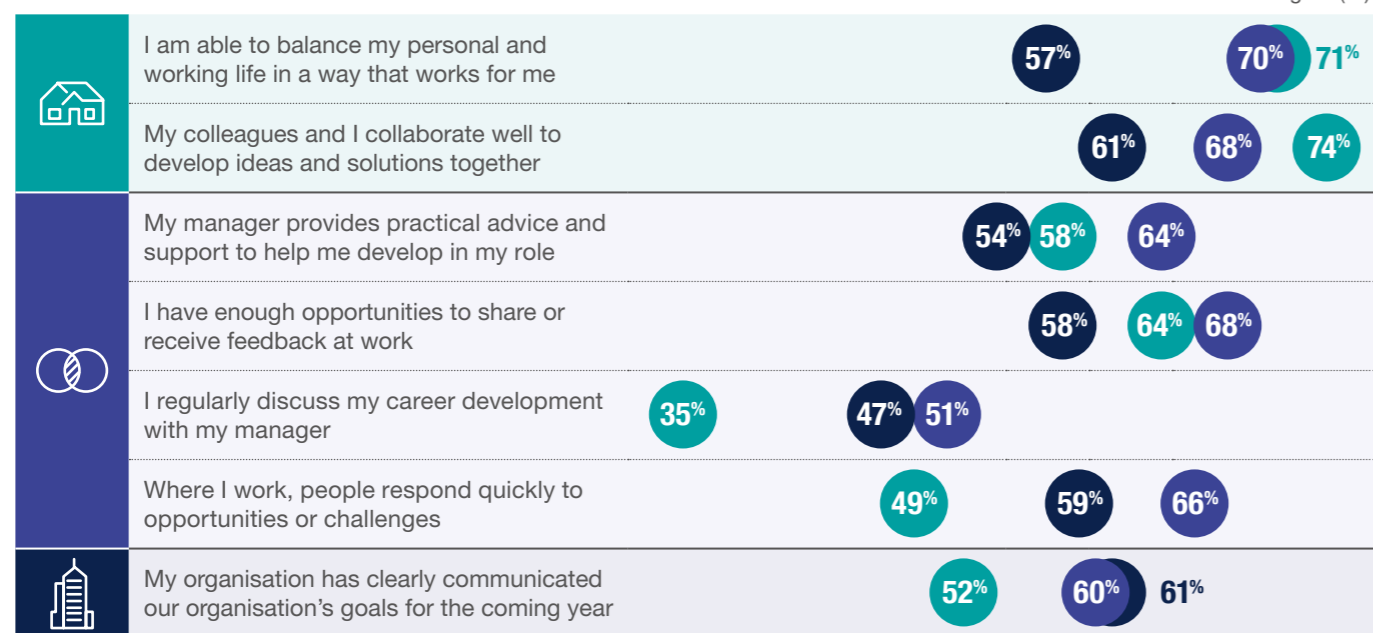 I am able to balance my personal and
working life in a way that works for me
57%
70%
71%
My colleagues and I collaborate well to
develop ideas and solutions together
61%
68%
74%
My manager provides practical advice and
support to help me develop in my role
54%
58%
64%
I have enough opportunities to share or
receive feedback at work
58%
64%
68%
I regularly discuss my career development
with my manager
35%
47%
51%
Where I work, people respond quickly to
opportunities or challenges
49%
59%
66%
My organisation has clearly communicated
our organisation’s goals for the coming year
52%
60%
61%